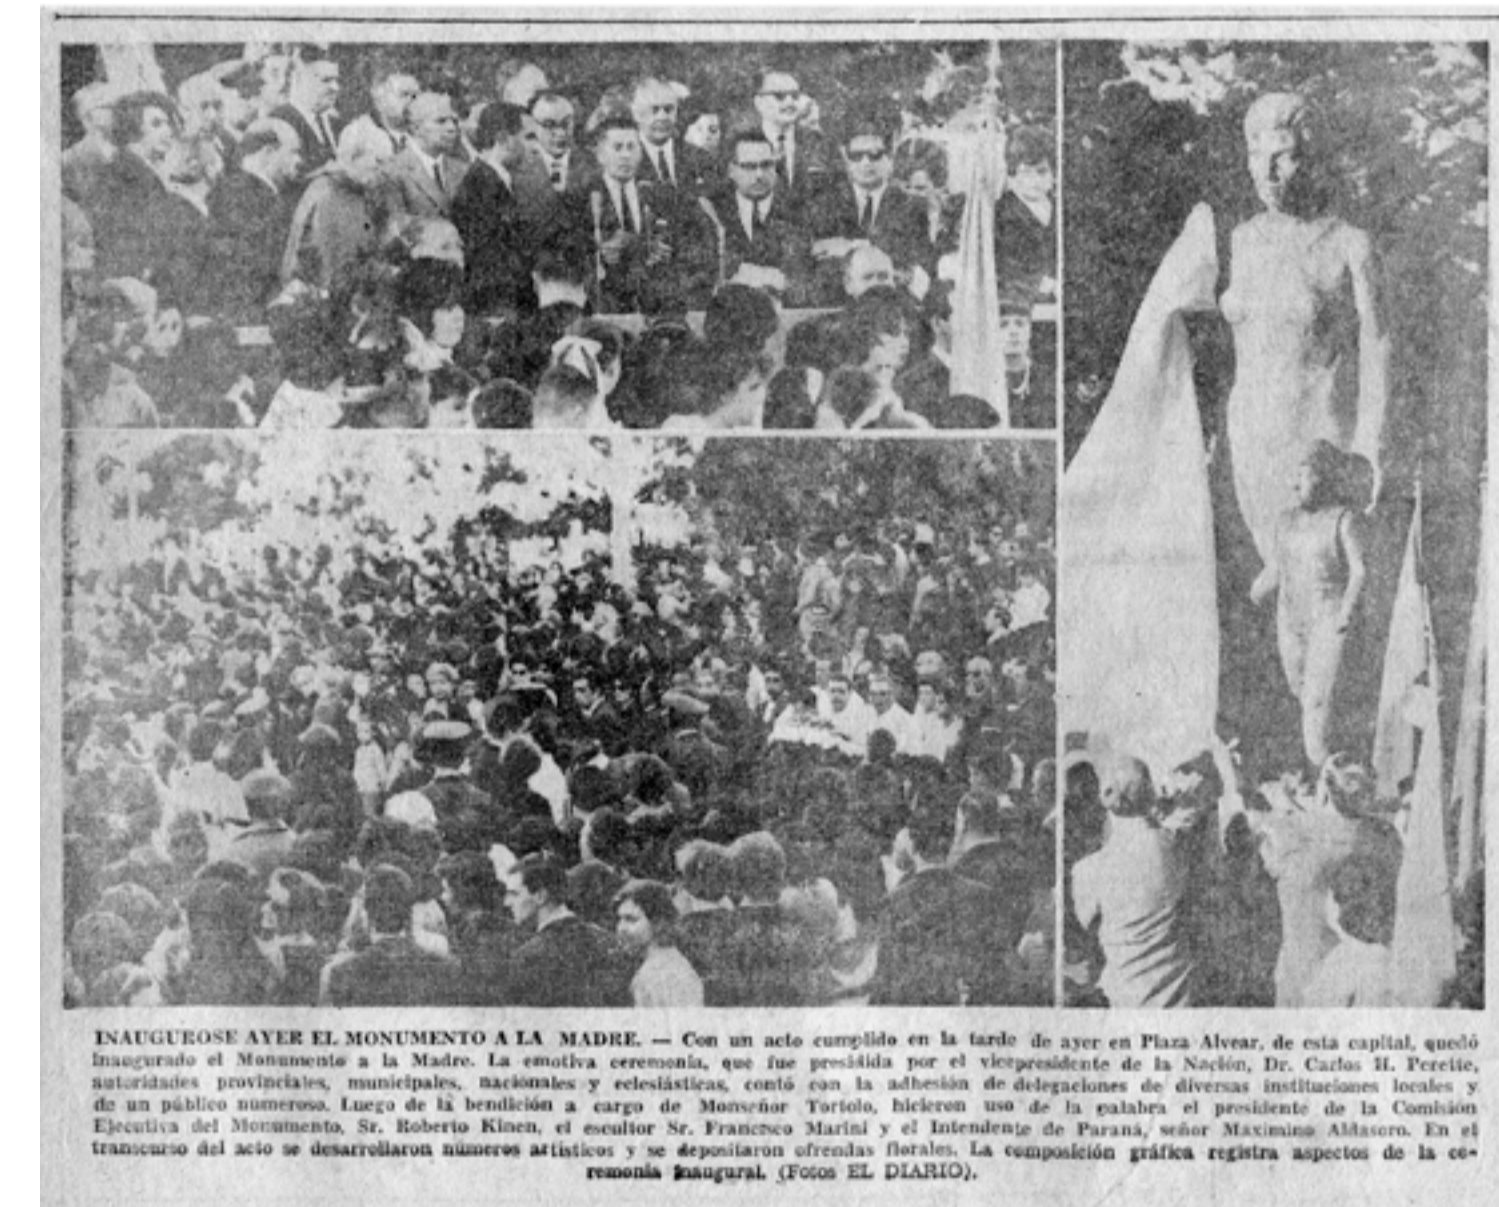 INAUGUROSE AYER EL MONUMENTO A LA MADRE. — Con un acto cumplido en la tarde de ayer en Plaza Alvear, de esta capital, quedó
inaugurado el Monumento a la Madre. La emotiva ceremonia, que fue presidida por el vicepresidente de la Nación, Dr. Carlos H. Perette,
autoridades provinciales, municipales, nacionales y eclesiásticas, contó con la adhesión de delegaciones de diversas instituciones locales y
de un público numeroso. Luego de la bendición a cargo de Monseñor Tortolo, hicieron uso de la palabra el presidente de la Comisión
Ejecutiva del Monumento, Sr. Roberto Kinen, el escultor Sr. Francesco Marini y el Intendente de Paraná, señor Maximino Aldasoro. En el
transcurso del acto se desarrollaron números artísticos y se depositaron ofrendas florales. La composición gráfica registra aspectos de la ce-
remonia inaugural. (Fotos EL DIARIO).